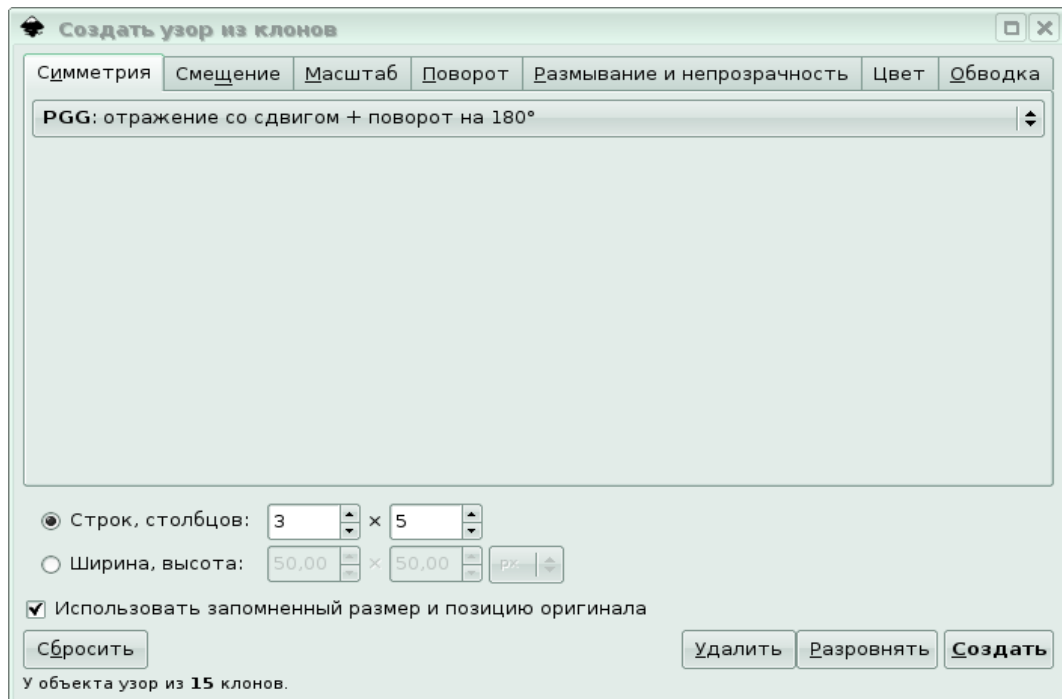 Создать узор из клонов
Симметрия Смещение Масштаб Поворот Размывание и непрозрачность Цвет Обводка
PGG: отражение со сдвигом + поворот на 180°
Строк, столбцов: 3 × 5
Ширина, высота: 50,00 × 50,00 px
Использовать запомненный размер и позицию оригинала
Сбросить Удалить Разровнять Создать
У объекта узор из 15 клонов.